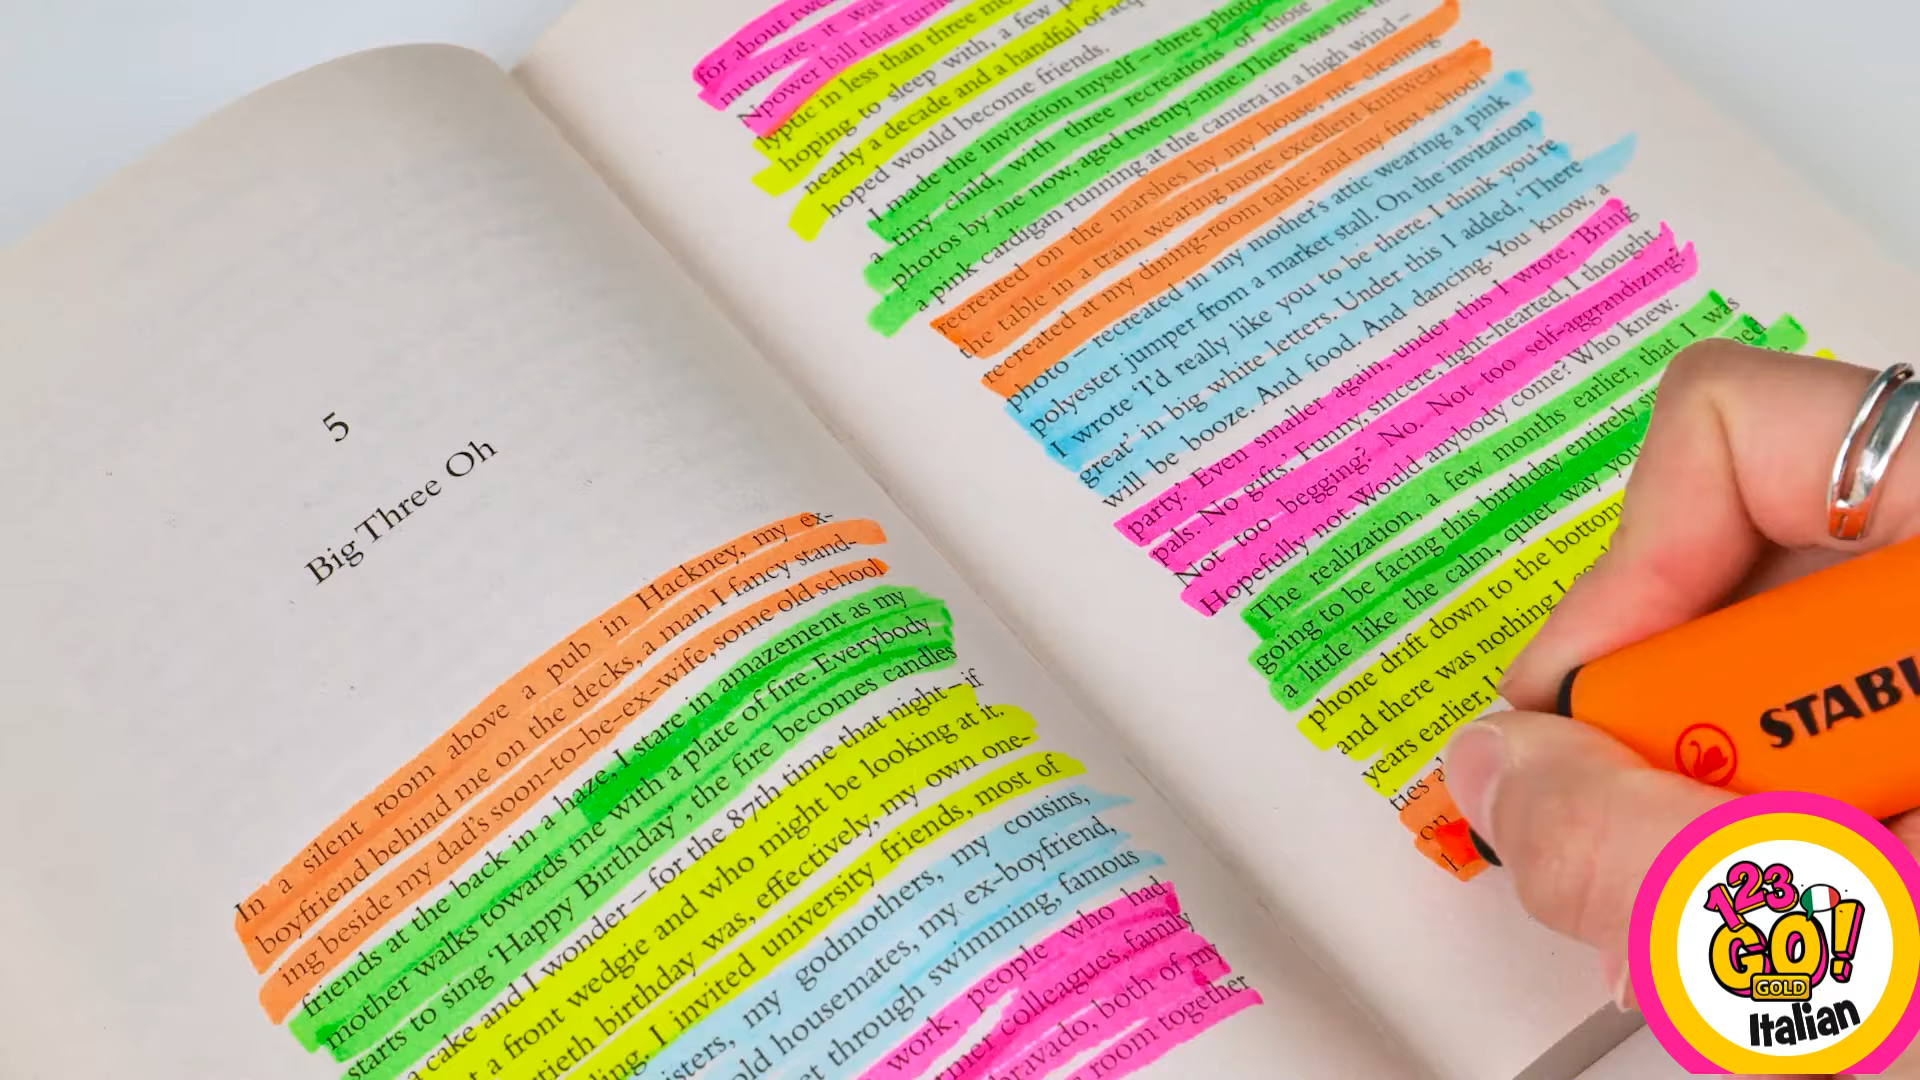 5
Big Three Oh
In a silent room above a pub in Hackney, my ex-
boyfriend behind me on the decks, a man I fancy stand-
ing beside my dad's soon-to-be-ex-wife, some old school
friends at the back in a haze, I stare in amazement as my
mother walks towards me with a plate of fire. Everybody
starts to sing 'Happy Birthday', the fire becomes candles
a cake and I wonder – for the 87th time that night – if
a front wedgie and who might be looking at it.
birthday was, effectively, my own one-
I invited university friends, most of
my godmothers, my cousins,
old housemates, my ex-boyfriend,
through swimming, famous
work, people who had
colleagues, family
bravado, both of my
room together
for about
municate, it was
power bill that
in less than three
hoping to sleep with, a few
nearly a decade and a handful of
hoped would become friends.
I made the invitation myself – three
tiny child, with three recreations of those
photos by me now, aged twenty-nine. There was me
a pink cardigan running at the camera in a high wind –
recreated on the marshes by my house; me cleaning
the table in a train wearing more excellent knitwear –
recreated at my dining-room table; and my first school
photo – recreated in my mother's attic wearing a pink
polyester jumper from a market stall. On the invitation
I wrote 'I'd really like you to be there. I think you're
great' in big white letters. Under this I added, 'There
will be booze. And food. And dancing. You know, a
party.' Even smaller again, under this I wrote, 'Bring
pals. No gifts.' Funny, sincere, light-hearted, I thought.
Not too begging? No. Not too self-aggrandizing?
Hopefully not. Would anybody come? Who knew.
The realization, a few months earlier, that I was
going to be facing this birthday entirely
a little like the calm, quiet way
phone drift down to the bottom
and there was nothing I
years earlier, I
ties
on
STABI
123
GO!
GOLD
Italian